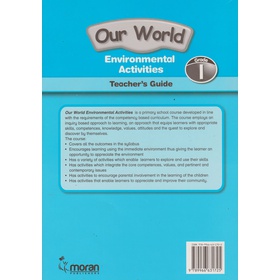 Our World
Environmental
Activities
Grade
1
Teacher's Guide
Our World Environmental Activities is a primary school course developed in line
with the requirements of the competency based curriculum. The course employs an
inquiry based approach to learning, an approach that equips learners with appropriate
skills, competences, knowledge, values, attitudes and the quest to explore and
discover by themselves.
The course:
• Covers all the outcomes in the syllabus
• Encourages learning using the immediate environment thus giving the learner an
opportunity to appreciate the environment
• Has a variety of activities which enable learners to explore and use their skills
• Has activities which integrate the core competences, values, and pertinent and
contemporary issues
• Has activities to encourage parental involvement in the learning of the children
• Has activities that enable learners to appreciate and improve their community.
moran
PUBLISHERS